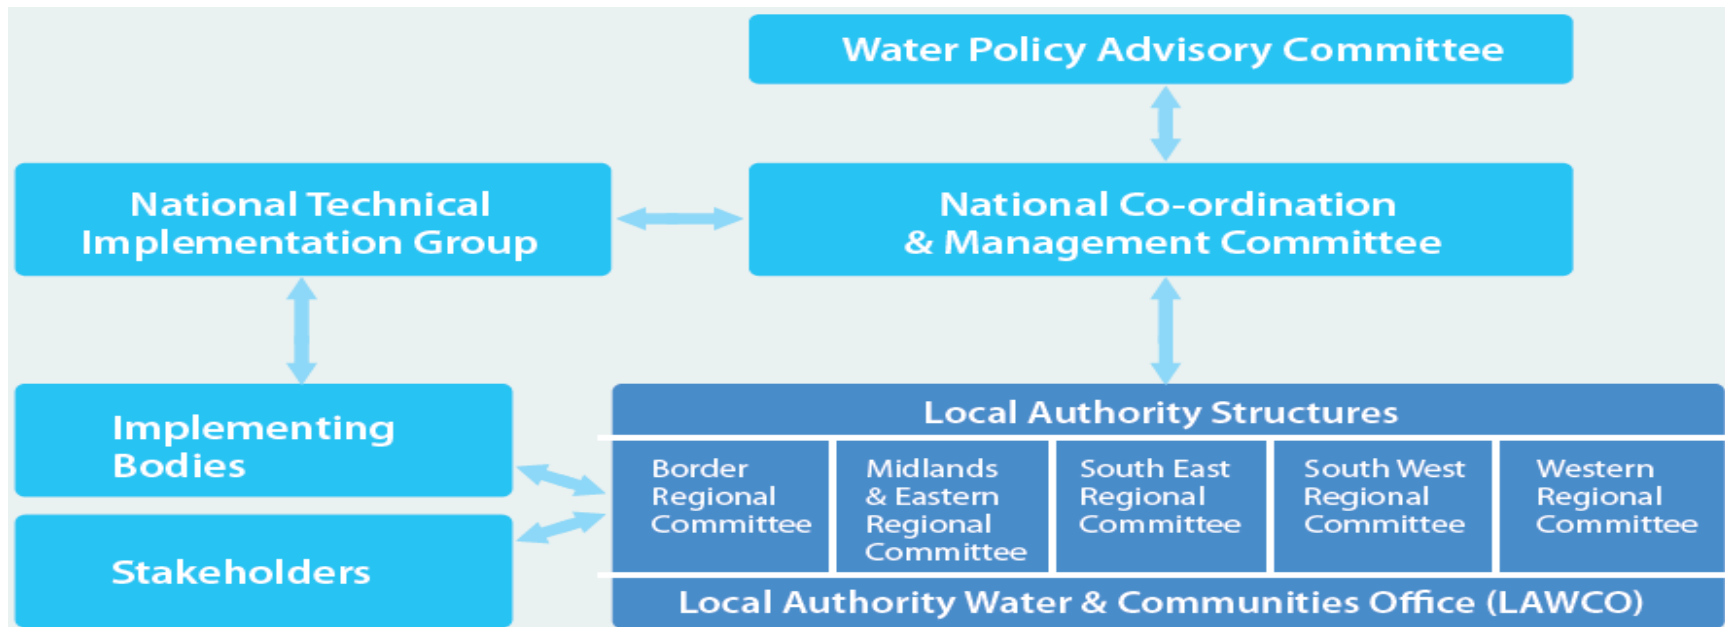 Water Policy Advisory Committee
National Technical
Implementation Group
National Co-ordination
& Management Committee
Implementing
Bodies
Stakeholders
Local Authority Structures
Border
Regional
Committee
Midlands
& Eastern
Regional
Committee
South East
Regional
Committee
South West
Regional
Committee
Western
Regional
Committee
Local Authority Water & Communities Office (LAWCO)